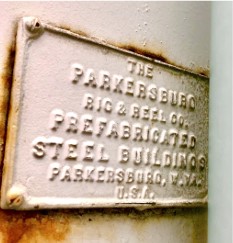 THE
PARKERSBURG
RIG & REEL CO.
PREFABRICATED
STEEL BUILDINGS
PARKERSBURG, W.VA.
U.S.A.